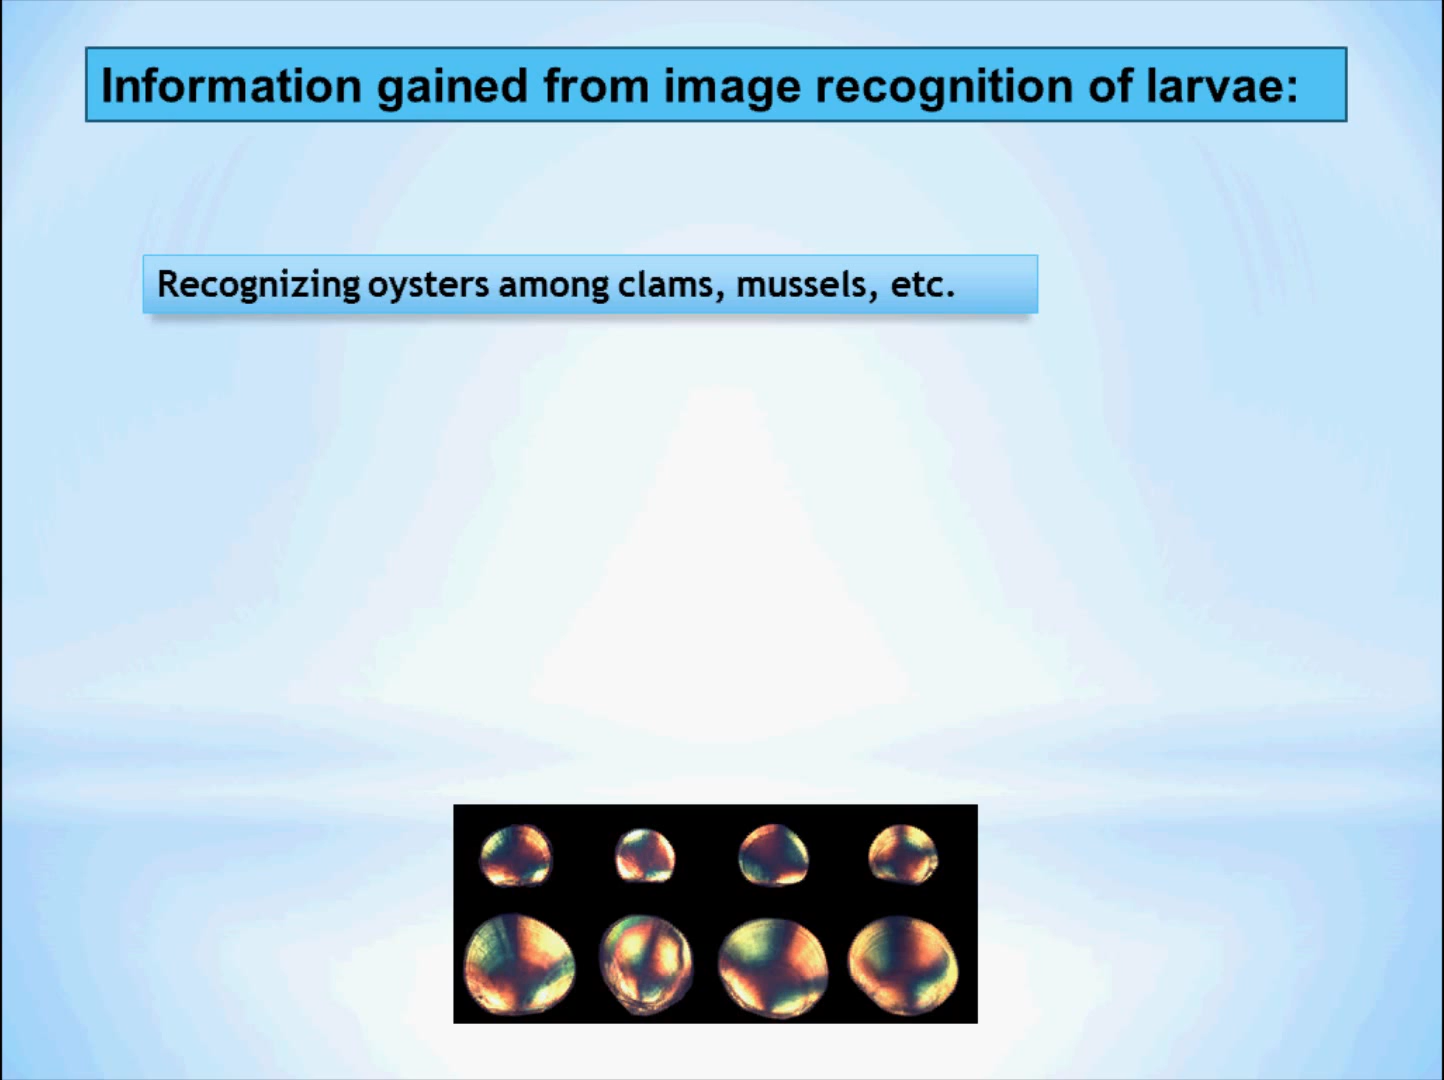 Information gained from image recognition of larvae:
Recognizing oysters among clams, mussels, etc.